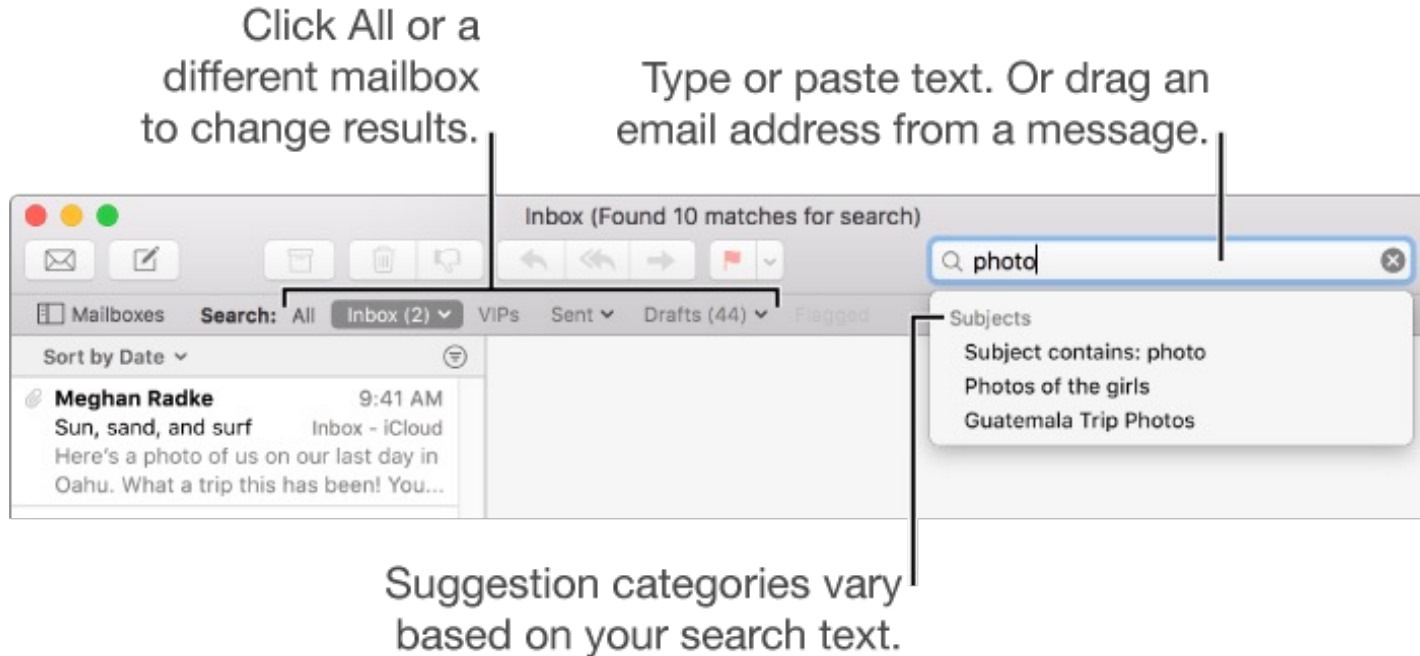 Click All or a
different mailbox
to change results.
Type or paste text. Or drag an
email address from a message.
Inbox (Found 10 matches for search)
photo
Mailboxes Search: All Inbox (2) VIPs Sent Drafts (44) Flagged
Subjects
Subject contains: photo
Photos of the girls
Guatemala Trip Photos
Sort by Date
Meghan Radke 9:41 AM
Sun, sand, and surf Inbox - iCloud
Here's a photo of us on our last day in
Oahu. What a trip this has been! You...
Suggestion categories vary
based on your search text.